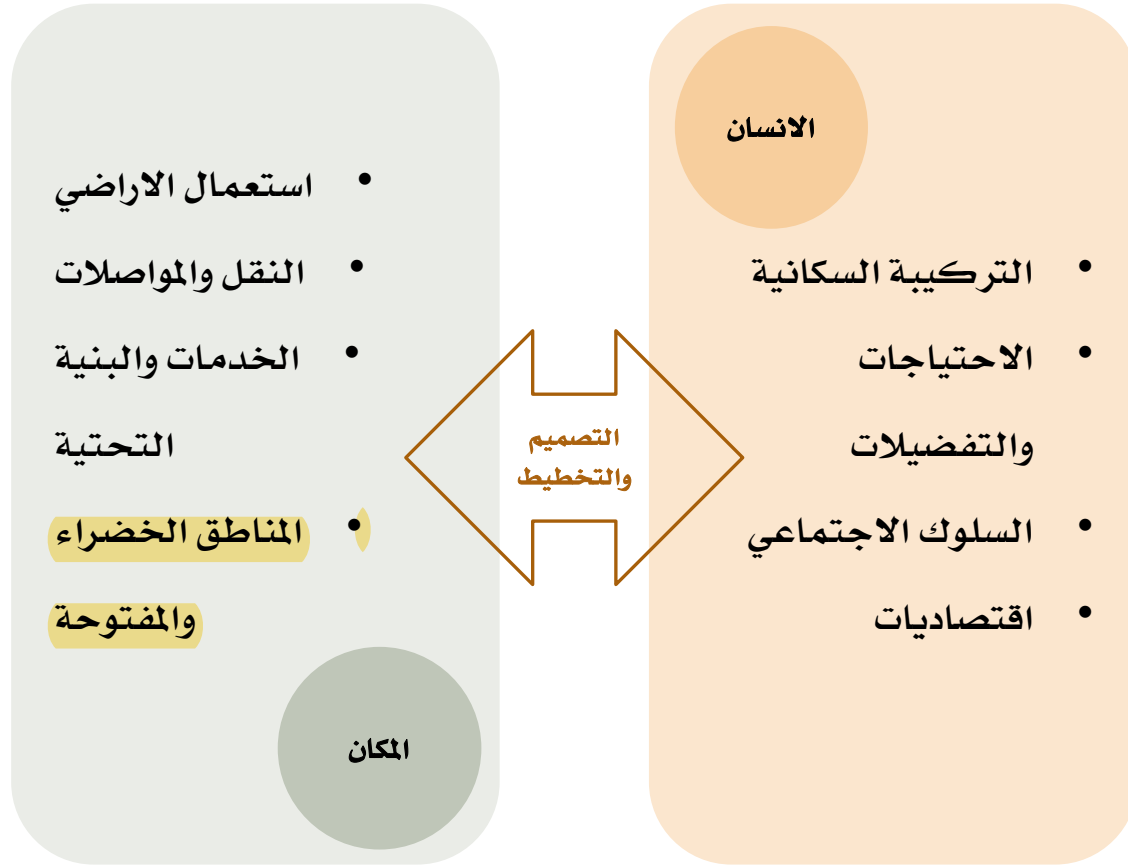 الانسان
التركيبة السكانية
الاحتياجات
والتفضيلات
السلوك الاجتماعي
اقتصاديات
التصميم
والتخطيط
استعمال الاراضي
النقل والمواصلات
الخدمات والبنية
التحتية
المناطق الخضراء
والمفتوحة
المكان